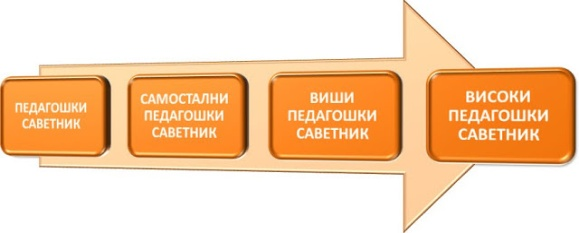 ПЕДАГОШКИ
САВЕТНИК
САМОСТАЛНИ
ПЕДАГОШКИ
САВЕТНИК
ВИШИ
ПЕДАГОШКИ
САВЕТНИК
ВИСОКИ
ПЕДАГОШКИ
САВЕТНИК